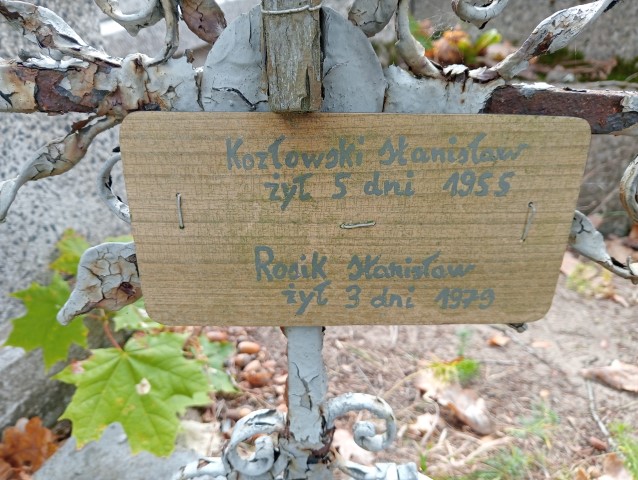 Kozłowski Stanisław
żył 5 dni 1955
Rosik Stanisław
żył 3 dni 1979